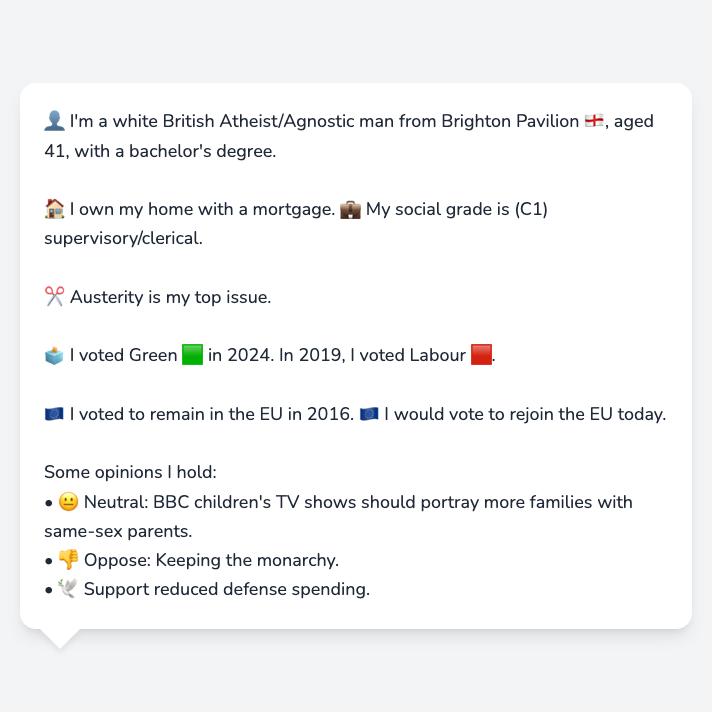 👤 I'm a white British Atheist/Agnostic man from Brighton Pavilion 🏴󠁧󠁢󠁥󠁮󠁧󠁿, aged
41, with a bachelor's degree.
🏠 I own my home with a mortgage. 💼 My social grade is (C1)
supervisory/clerical.
✂️ Austerity is my top issue.
🗳️ I voted Green 🟩 in 2024. In 2019, I voted Labour 🟥.
🇪🇺 I voted to remain in the EU in 2016. 🇪🇺 I would vote to rejoin the EU today.
Some opinions I hold:
• 😐 Neutral: BBC children's TV shows should portray more families with
same-sex parents.
• 👎 Oppose: Keeping the monarchy.
• 🕊️ Support reduced defense spending.